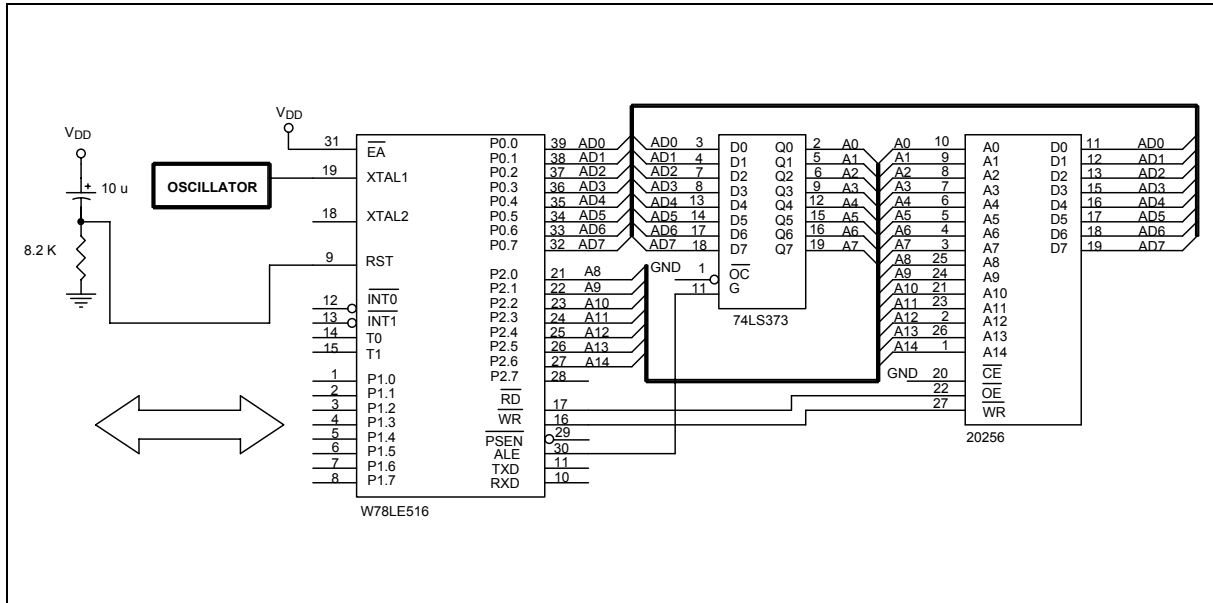 VDD
10 u
8.2 K
OSCILLATOR
VDD
31 EA
19 XTAL1
18 XTAL2
9 RST
12 INT0
13 INT1
14 T0
15 T1
1 P1.0
2 P1.1
3 P1.2
4 P1.3
5 P1.4
6 P1.5
7 P1.6
8 P1.7
P0.0 39 AD0
P0.1 38 AD1
P0.2 37 AD2
P0.3 36 AD3
P0.4 35 AD4
P0.5 34 AD5
P0.6 33 AD6
P0.7 32 AD7
P2.0 21 A8
P2.1 22 A9
P2.2 23 A10
P2.3 24 A11
P2.4 25 A12
P2.5 26 A13
P2.6 27 A14
P2.7 28
RD 17
WR 16
PSEN 29
ALE 30
TXD 11
RXD 10
W78LE516
AD0 3 D0 Q0 2 A0
AD1 4 D1 Q1 5 A1
AD2 7 D2 Q2 6 A2
AD3 8 D3 Q3 9 A3
AD4 13 D4 Q4 12 A4
AD5 14 D5 Q5 15 A5
AD6 17 D6 Q6 16 A6
AD7 18 D7 Q7 19 A7
GND 1 OC
11 G
74LS373
A0 10 A0 D0 11 AD0
A1 9 A1 D1 12 AD1
A2 8 A2 D2 13 AD2
A3 7 A3 D3 15 AD3
A4 6 A4 D4 16 AD4
A5 5 A5 D5 17 AD5
A6 4 A6 D6 18 AD6
A7 3 A7 D7 19 AD7
A8 25 A8
A9 24 A9
A10 21 A10
A11 23 A11
A12 2 A12
A13 26 A13
A14 1 A14
GND 20 CE
22 OE
27 WR
20256